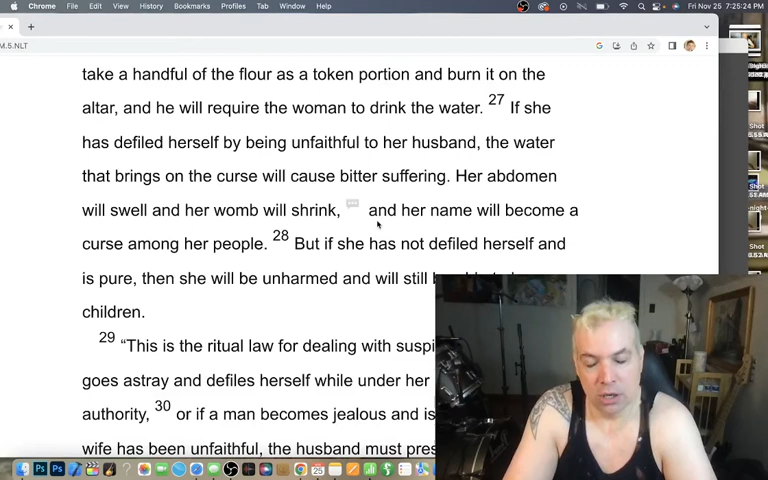 Chrome File Edit View History Bookmarks Profiles Tab Window Help Fri Nov 25 7:25:24 PM
M.5.NLT
take a handful of the flour as a token portion and burn it on the
altar, and he will require the woman to drink the water. 27 If she
has defiled herself by being unfaithful to her husband, the water
that brings on the curse will cause bitter suffering. Her abdomen
will swell and her womb will shrink, and her name will become a
curse among her people. 28 But if she has not defiled herself and
is pure, then she will be unharmed and will still
children.
29 “This is the ritual law for dealing with
goes astray and defiles herself while under her
authority, 30 or if a man becomes jealous and is
wife has been unfaithful, the husband must
Shot
Shot
Shot
Shot